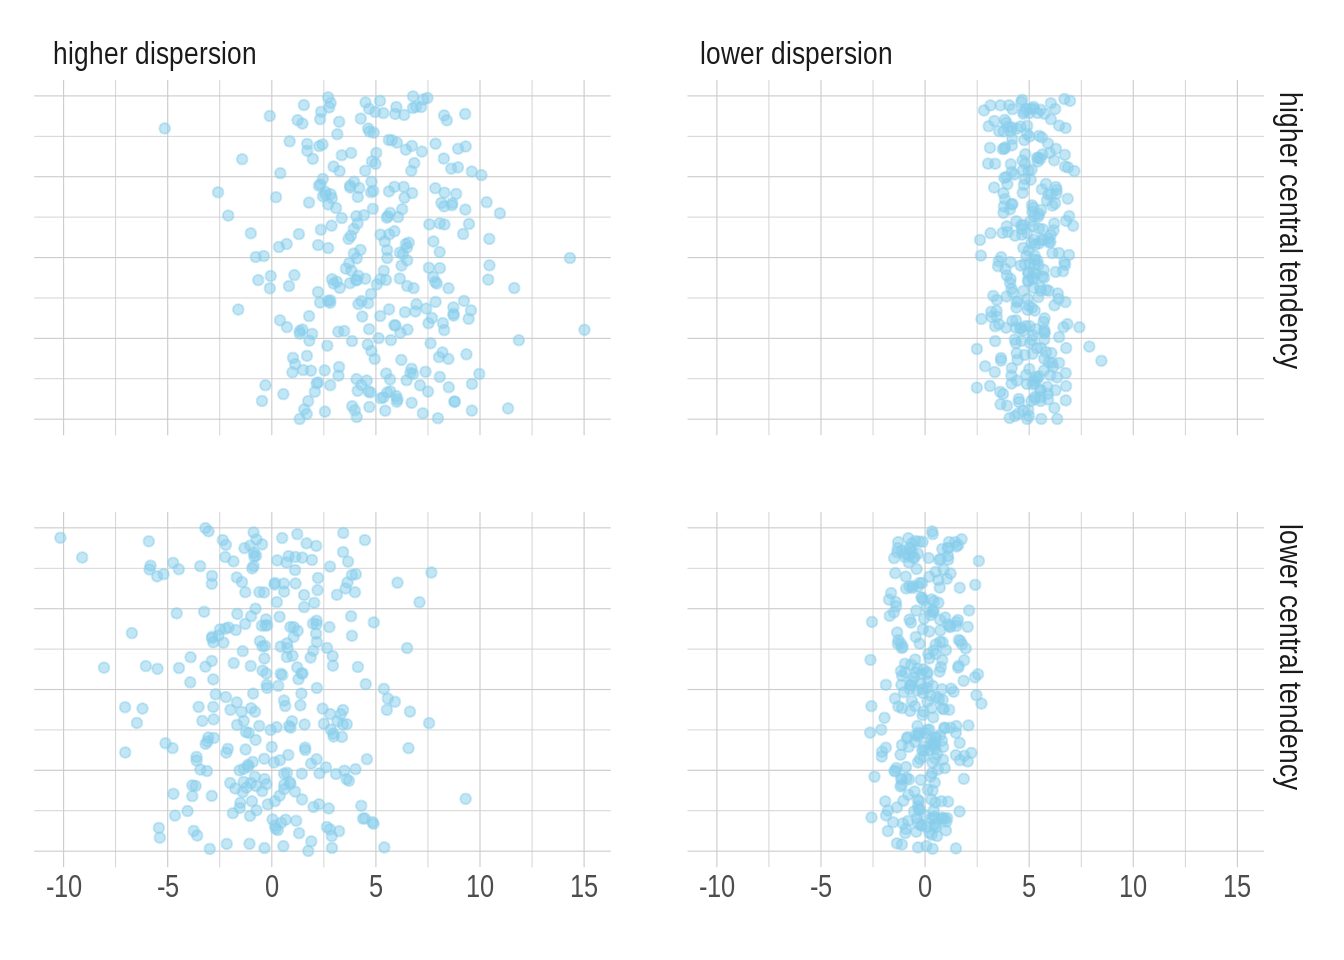 higher dispersion
lower dispersion
higher central tendency
lower central tendency
-10 -5 0 5 10 15
-10 -5 0 5 10 15